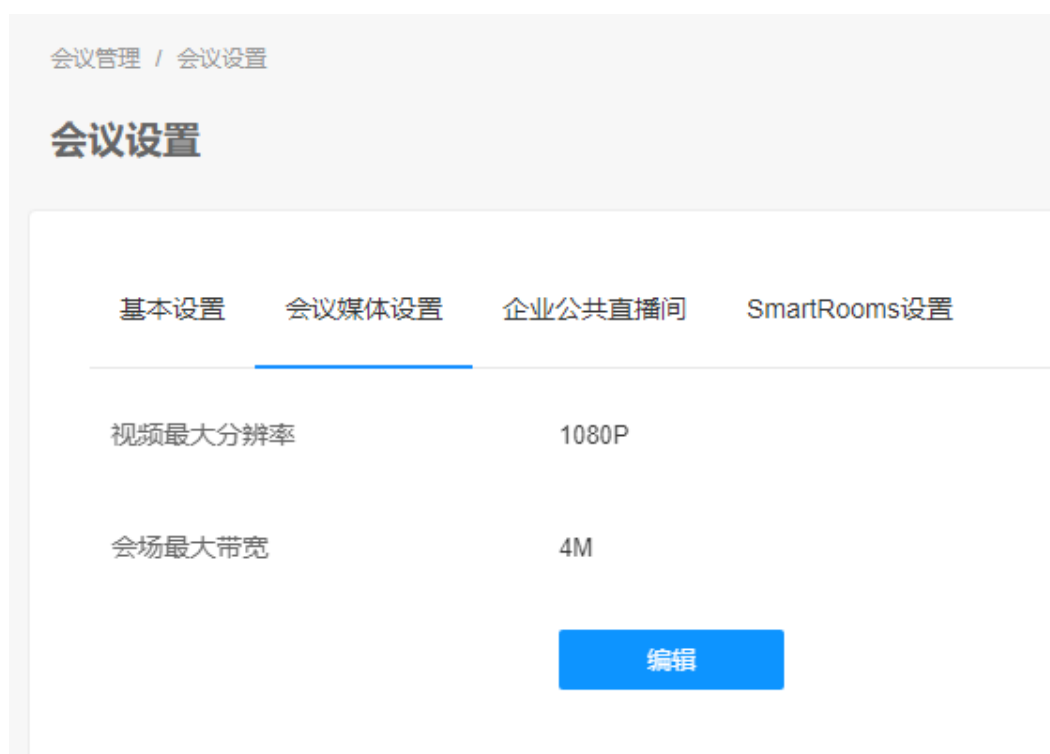 会议管理 / 会议设置
会议设置
基本设置 会议媒体设置 企业公共直播间 SmartRooms设置
视频最大分辨率 1080P
会场最大带宽 4M
编辑